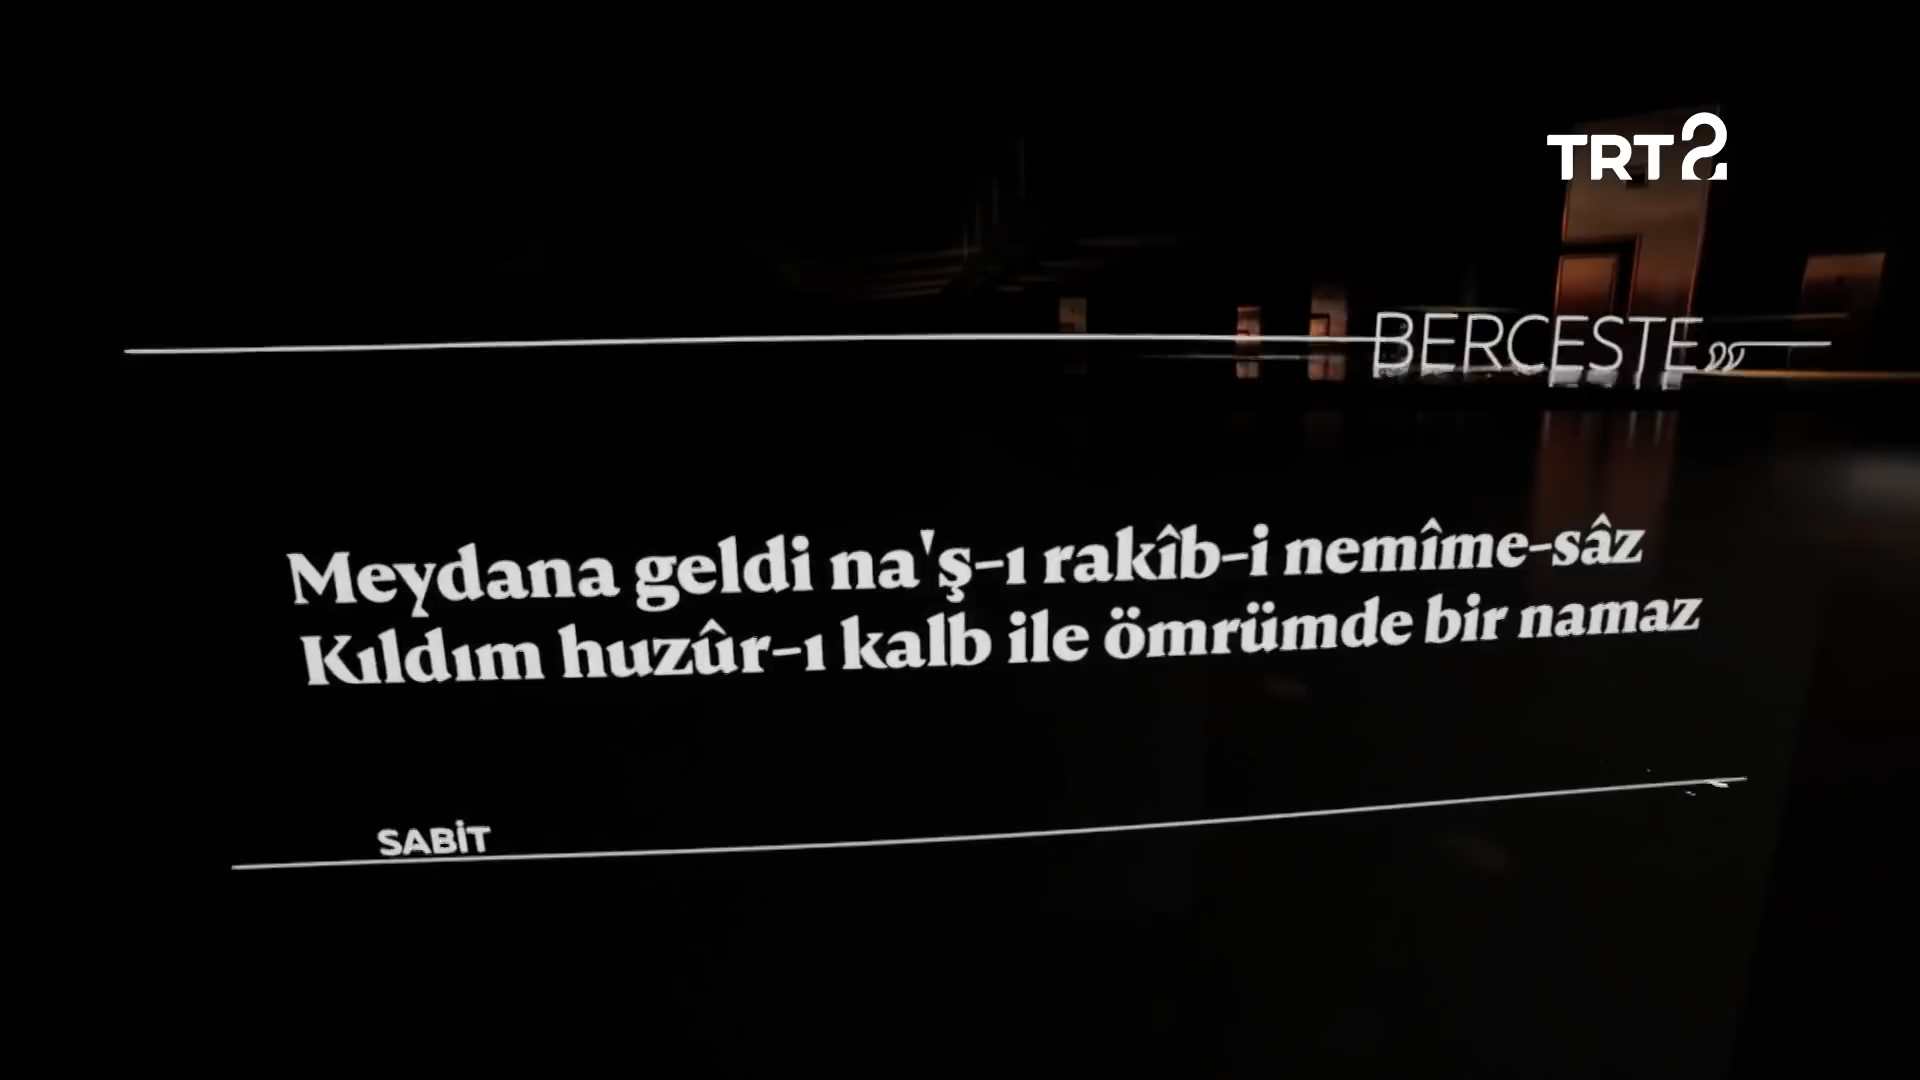 TRT2
BERCESTE”
Meydana geldi na'ş-ı rakîb-i nemîme-sâz
Kıldım huzûr-ı kalb ile ömrümde bir namaz
SABİT